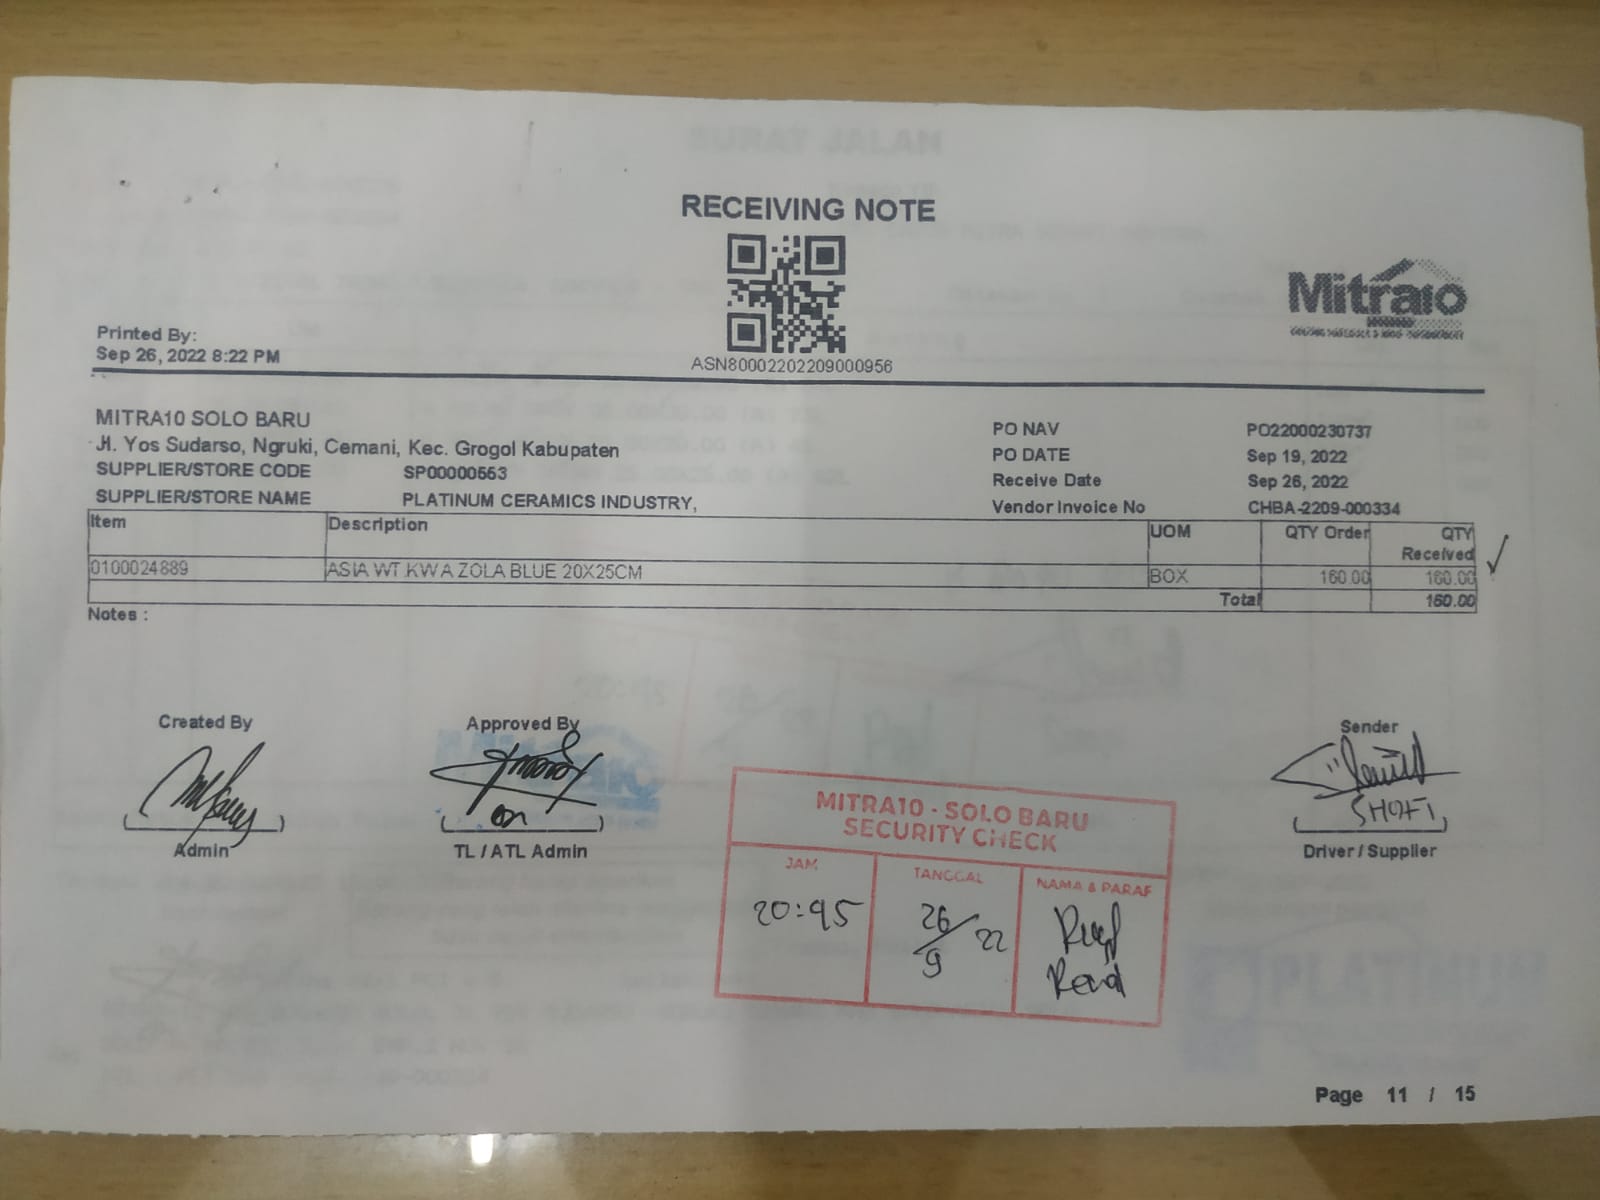 RECEIVING NOTE
ASN80002202209000956
Mitra10
Printed By:
Sep 26, 2022 8:22 PM
MITRA10 SOLO BARU
Jl. Yos Sudarso, Ngruki, Cemani, Kec. Grogol Kabupaten
SUPPLIER/STORE CODE SP00000563
SUPPLIER/STORE NAME PLATINUM CERAMICS INDUSTRY,
PO NAV PO22000230737
PO DATE Sep 19, 2022
Receive Date Sep 26, 2022
Vendor Invoice No CHBA-2209-000334
Item Description UOM QTY Order QTY Received
0100024889 ASIA WT KW A ZOLA BLUE 20X25CM BOX 160.00 160.00
Total 160.00
Notes :
Created By Approved By Sender
SHOFI
Admin TL / ATL Admin Driver / Supplier
MITRA10 - SOLO BARU
SECURITY CHECK
JAM TANGGAL NAMA & PARAF
20:45 26/9 22
Page 11 / 15
SURAT JALAN
PLATINUM